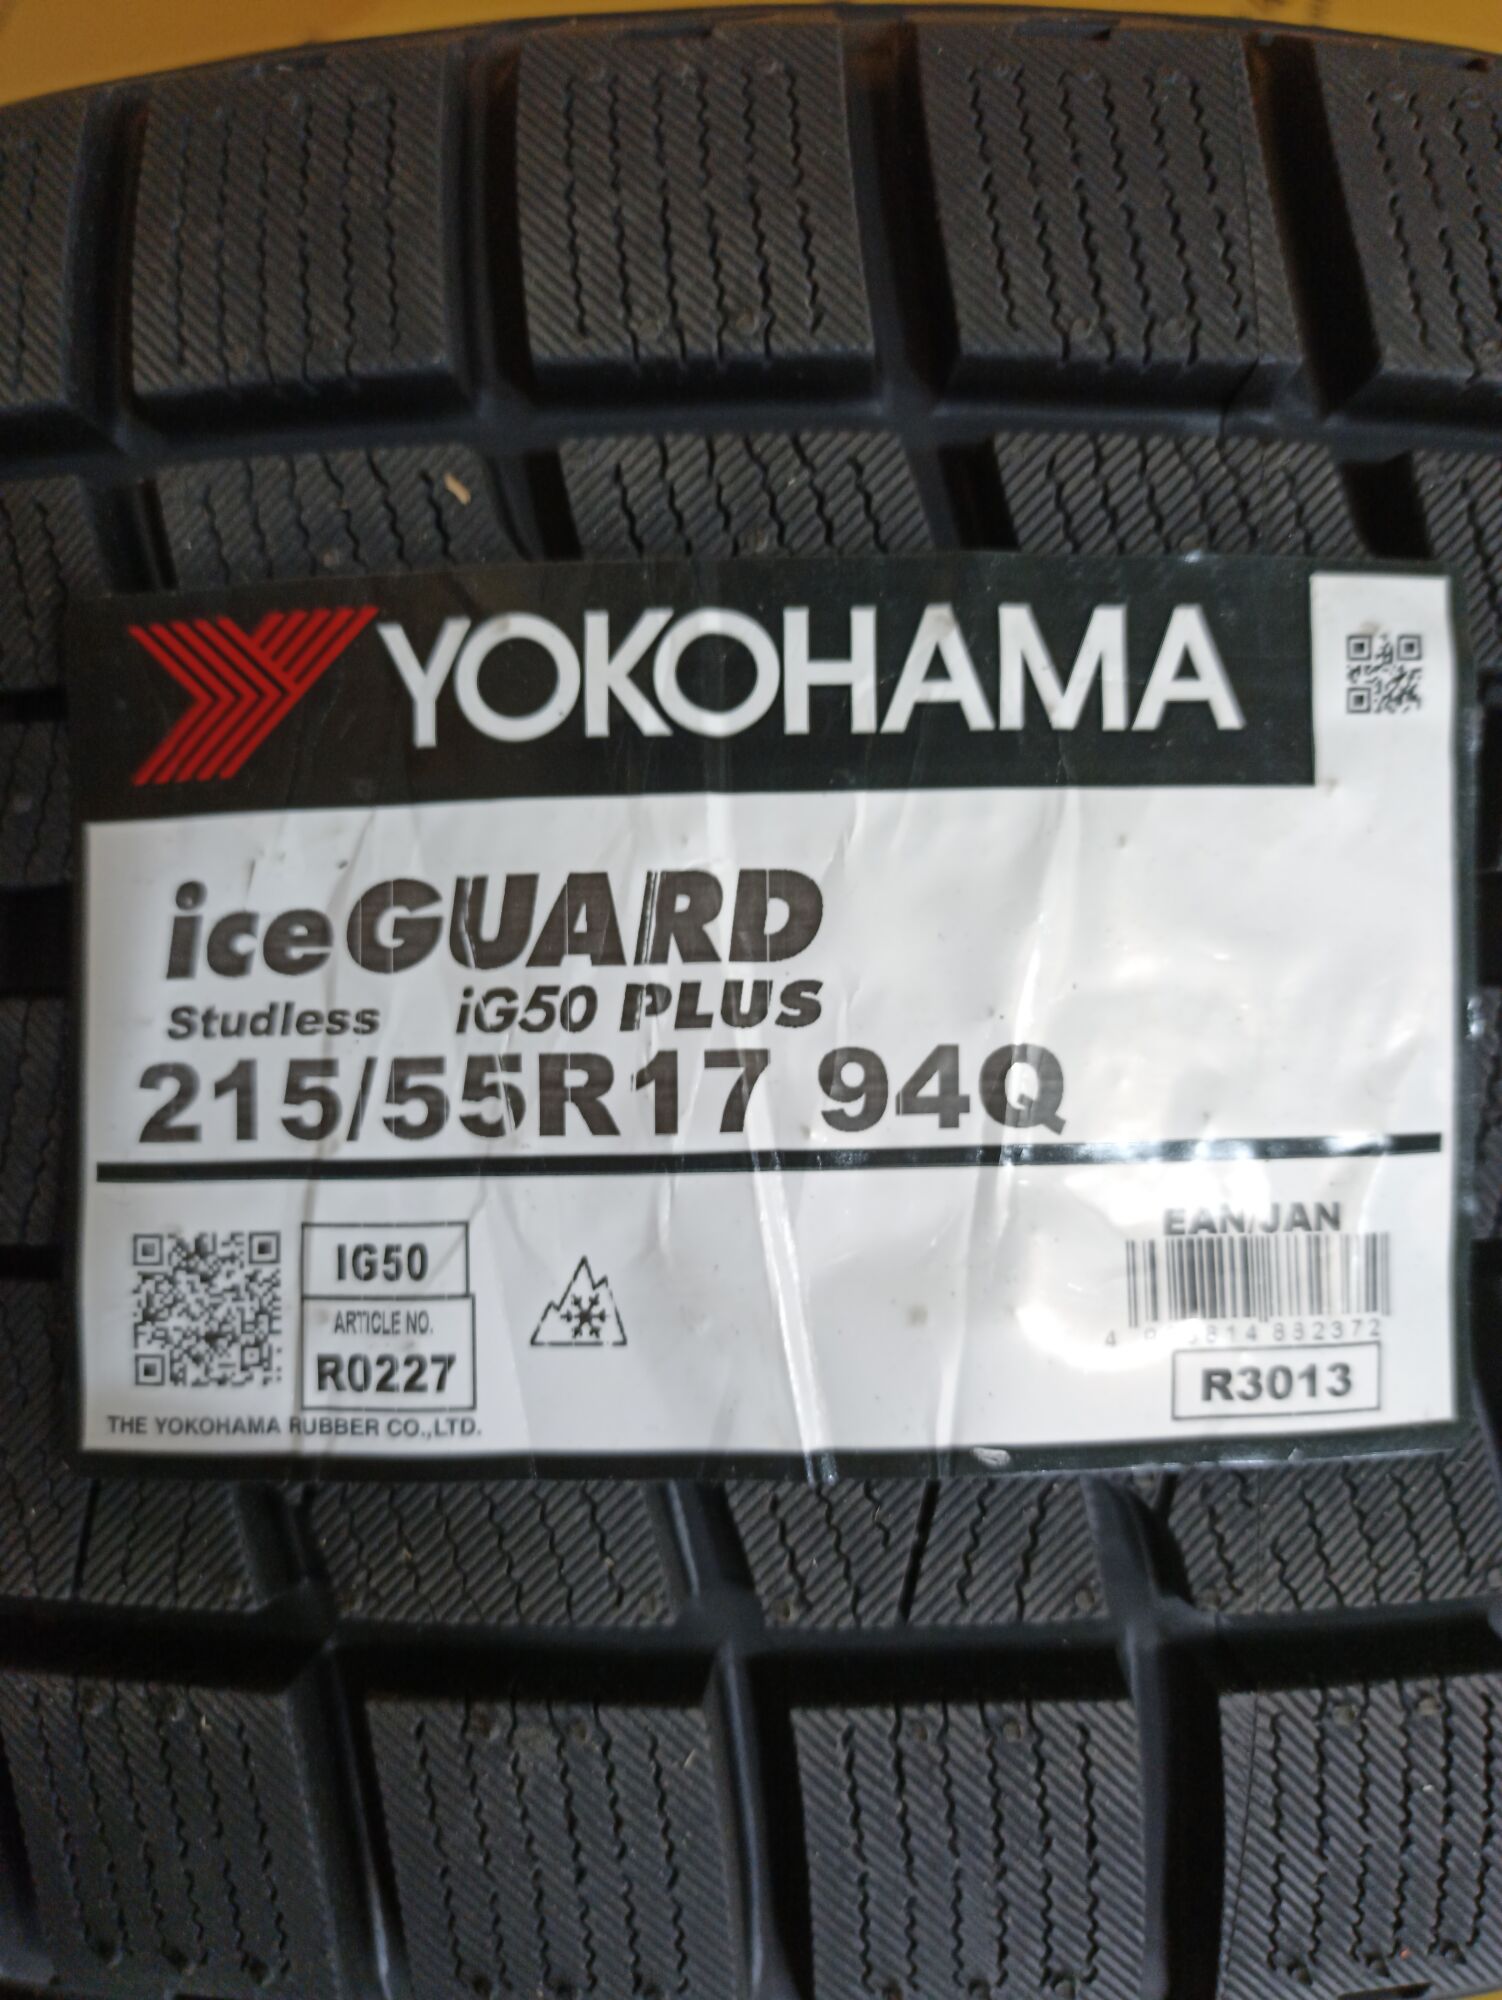 YOKOHAMA
iceGUARD
Studless iG50 PLUS
215/55R17 94Q
IG50
ARTICLE NO.
R0227
THE YOKOHAMA RUBBER CO.,LTD.
EAN/JAN
R3013